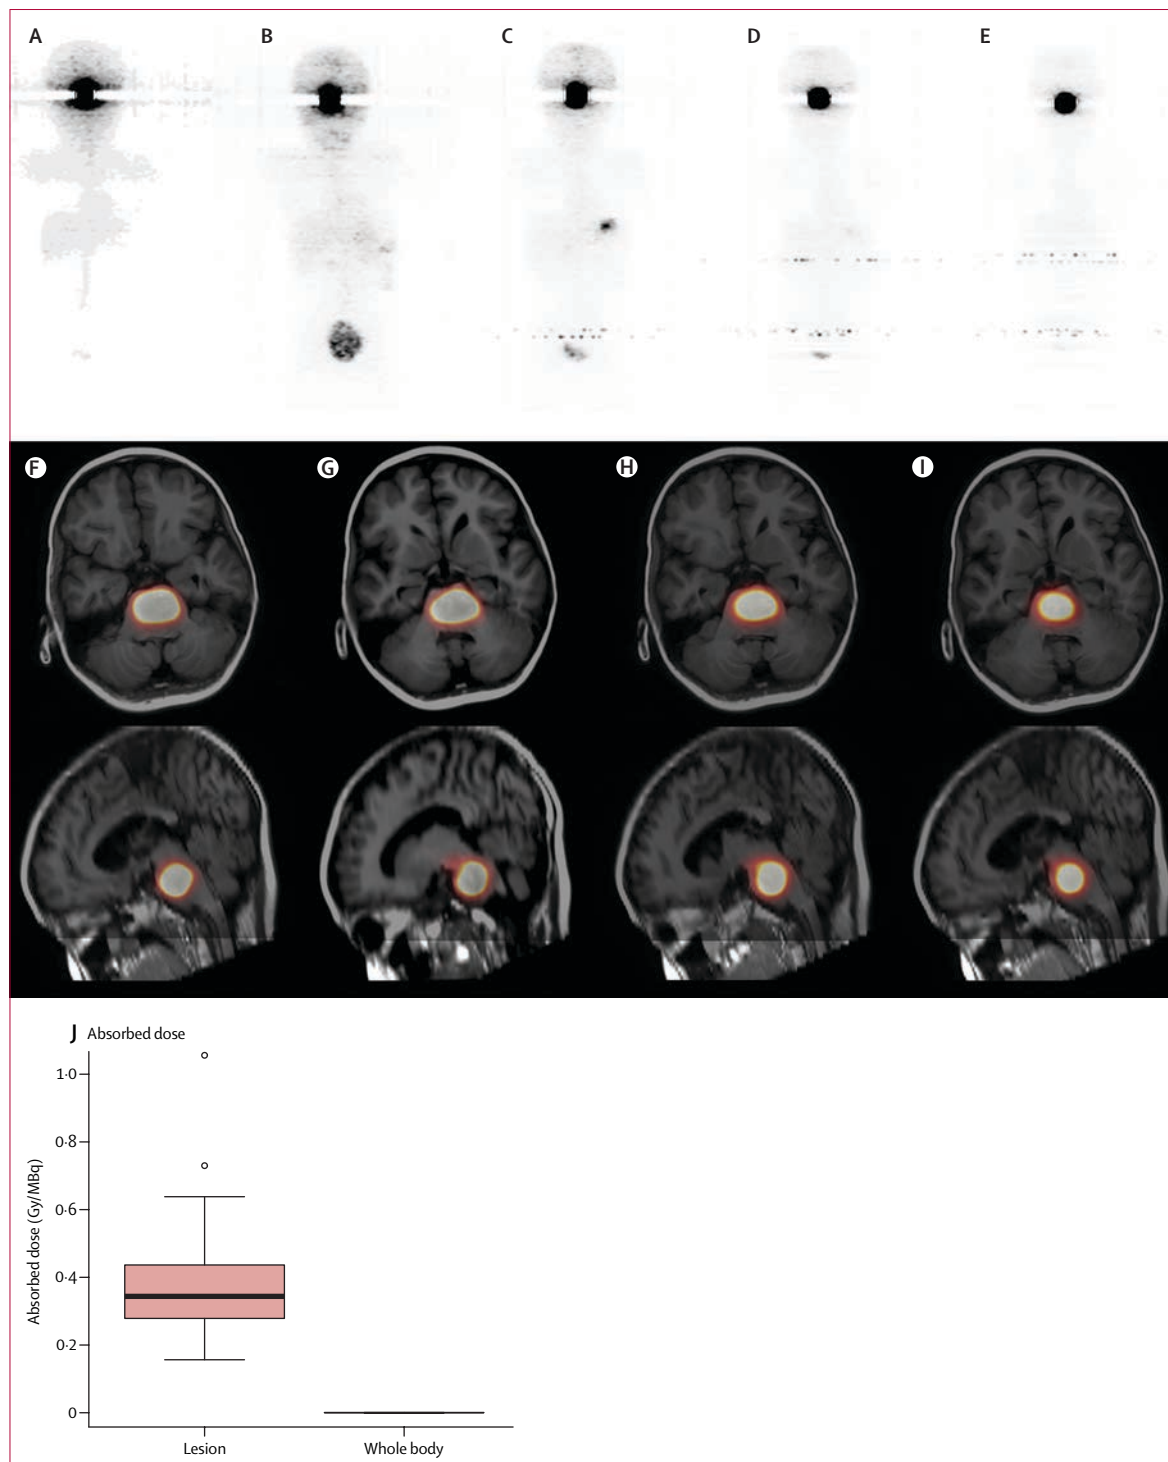 A
B
C
D
E
F
G
H
I
J Absorbed dose
Absorbed dose (Gy/MBq)
1·0
0·8
0·6
0·4
0·2
0
Lesion
Whole body